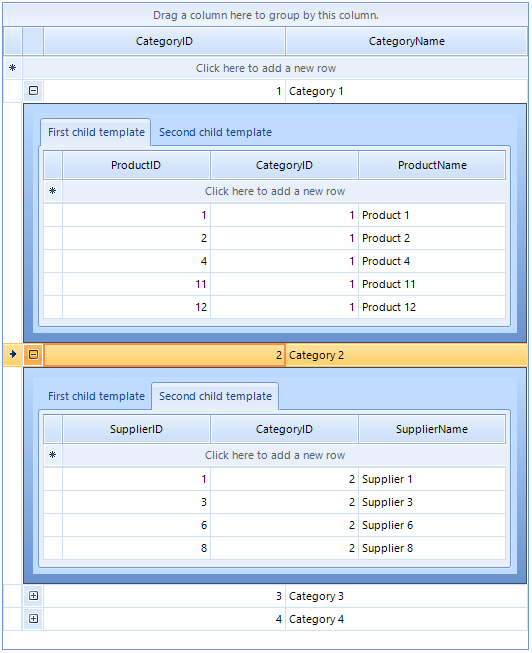 Drag a column here to group by this column.
CategoryID CategoryName
Click here to add a new row
1 Category 1
First child template Second child template
ProductID CategoryID ProductName
Click here to add a new row
1 1 Product 1
2 1 Product 2
4 1 Product 4
11 1 Product 11
12 1 Product 12
2 Category 2
First child template Second child template
SupplierID CategoryID SupplierName
Click here to add a new row
1 2 Supplier 1
3 2 Supplier 3
6 2 Supplier 6
8 2 Supplier 8
3 Category 3
4 Category 4